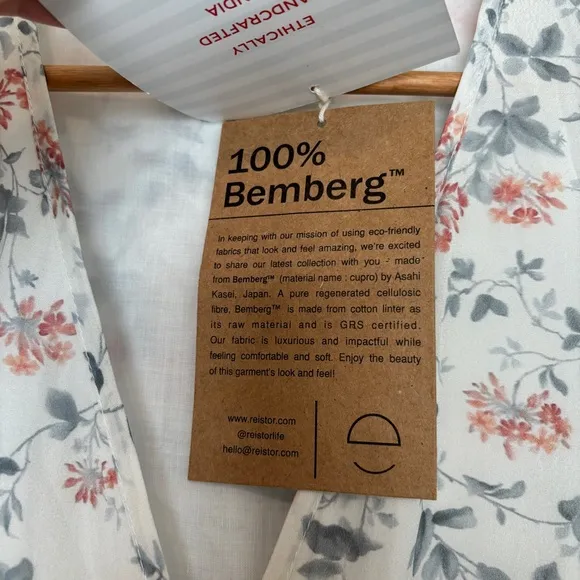 ETHICALLY
HANDCRAFTED
INDIA
100%
Bemberg™
In keeping with our mission of using eco-friendly
fabrics that look and feel amazing, we're excited
to share our latest collection with you - made
from Bemberg™ (material name : cupro) by Asahi
Kasei, Japan. A pure regenerated cellulosic
fibre, Bemberg™ is made from cotton linter as
its raw material and is GRS certified.
Our fabric is luxurious and impactful while
feeling comfortable and soft. Enjoy the beauty
of this garment's look and feel!
www.reistor.com
@reistorlife
hello@reistor.com